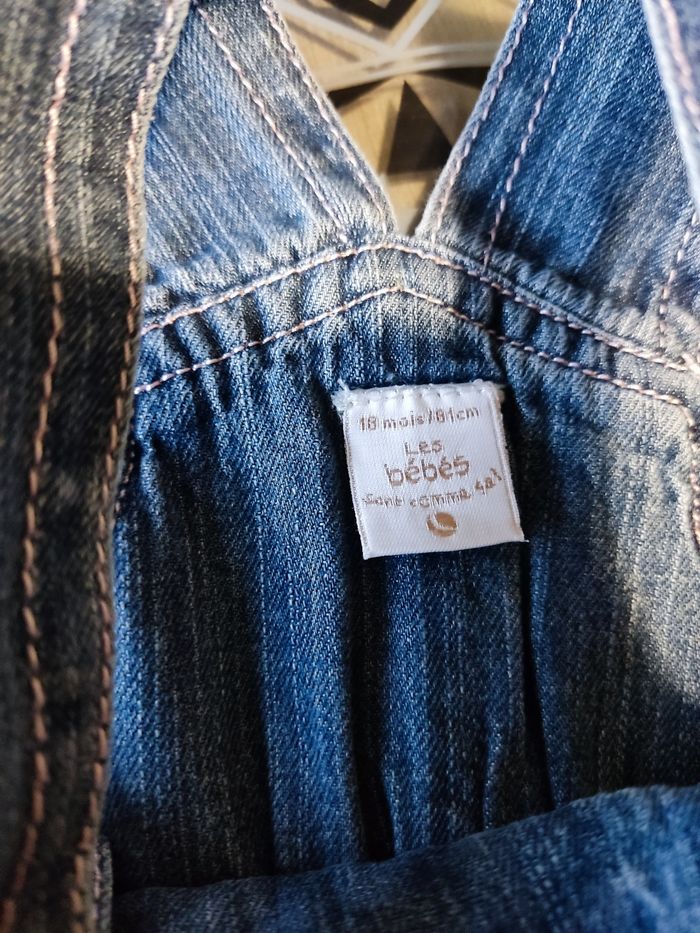 18 mois/81cm
Les
bébés
sont comme ça!